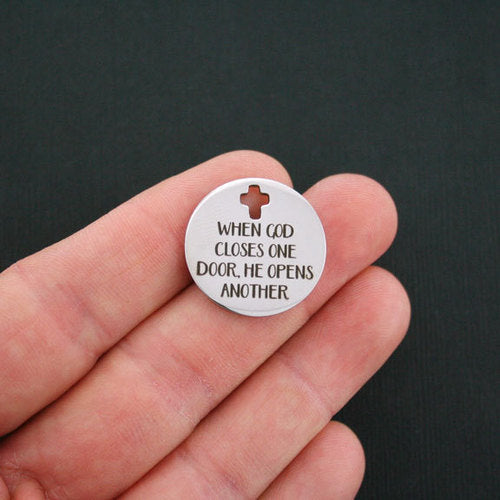 WHEN GOD
CLOSES ONE
DOOR, HE OPENS
ANOTHER